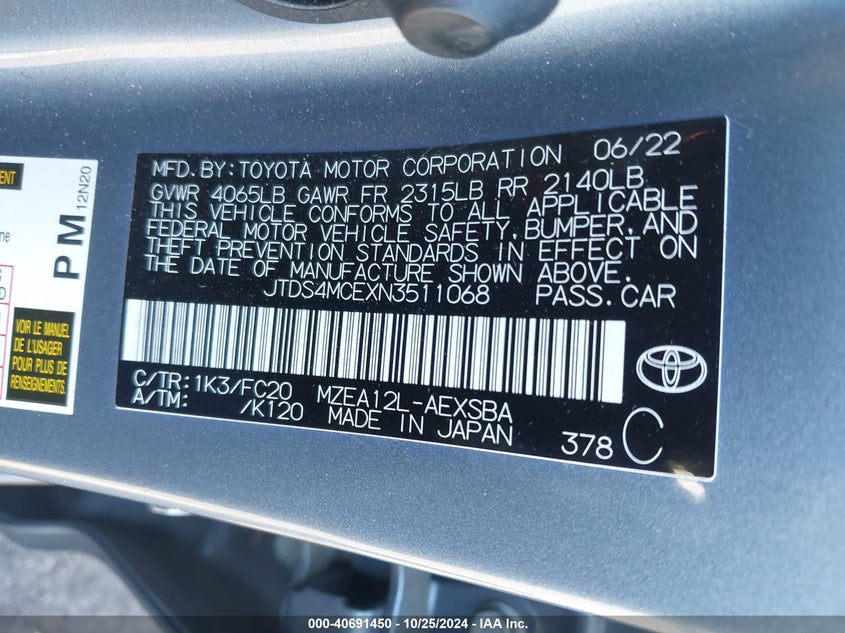 MFD.BY:TOYOTA MOTOR CORPORATION 06/22
GVWR 4065LB GAWR FR 2315LB RR 2140LB
THIS VEHICLE CONFORMS TO ALL APPLICABLE
FEDERAL MOTOR VEHICLE SAFETY,BUMPER,AND
THEFT PREVENTION STANDARDS IN EFFECT ON
THE DATE OF MANUFACTURE SHOWN ABOVE.
JTDS4MCEXN3511068 PASS.CAR
C/TR:1K3/FC20 MZEA12L-AEXSBA
A/TM: /K120 MADE IN JAPAN
378 C
PM
12N20
VOIR LE MANUEL
DE L'USAGER
POUR PLUS DE
RENSEIGNEMENTS.
000-40691450 - 10/25/2024 - IAA Inc.